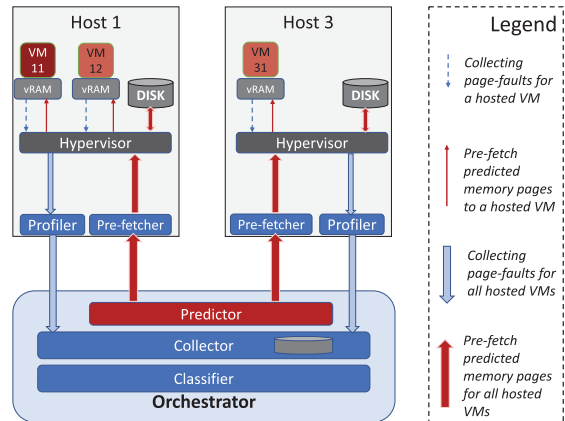 Host 1
VM
11
VM
12
vRAM
vRAM
DISK
Hypervisor
Profiler
Pre-fetcher
Host 3
VM
31
vRAM
DISK
Hypervisor
Pre-fetcher
Profiler
Predictor
Collector
Classifier
Orchestrator
Legend
Collecting
page-faults for
a hosted VM
Pre-fetch
predicted
memory pages
to a hosted VM
Collecting
page-faults for
all hosted VMs
Pre-fetch
predicted
memory pages
for all hosted
VMs